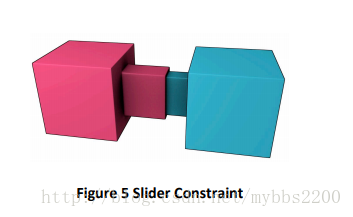 Figure 5 Slider Constraint
http://blog.csdn.net/mybbs2200